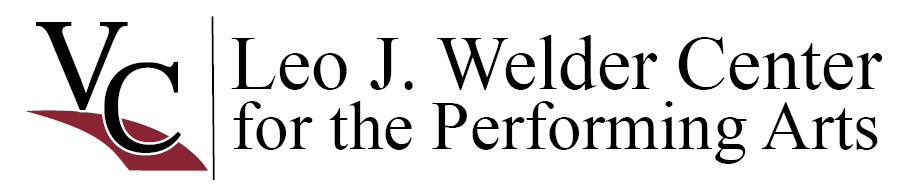 VC
Leo J. Welder Center
for the Performing Arts